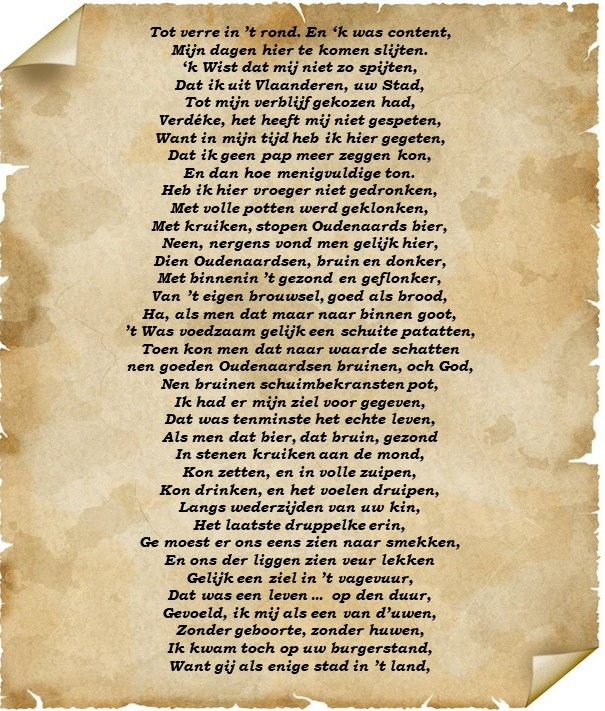 Tot verre in ’t rond. En ‘k was content,
Mijn dagen hier te komen slijten.
‘k Wist dat mij niet zo spijten,
Dat ik uit Vlaanderen, uw Stad,
Tot mijn verblijf gekozen had,
Verdéke, het heeft mij niet gespeten,
Want in mijn tijd heb ik hier gegeten,
Dat ik geen pap meer zeggen kon,
En dan hoe menigvuldige ton.
Heb ik hier vroeger niet gedronken,
Met volle potten werd geklonken,
Met kruiken, stopen Oudenaards bier,
Neen, nergens vond men gelijk hier,
Dien Oudenaardsen, bruin en donker,
Met binnenin ’t gezond en geflonker,
Van ’t eigen brouwsel, goed als brood,
Ha, als men dat maar naar binnen goot,
’t Was voedzaam gelijk een schuite patatten,
Toen kon men dat naar waarde schatten
nen goeden Oudenaardsen bruinen, och God,
Nen bruinen schuimbekransten pot,
Ik had er mijn ziel voor gegeven,
Dat was tenminste het echte leven,
Als men dat bier, dat bruin, gezond
In stenen kruiken aan de mond,
Kon zetten, en in volle zuipen,
Kon drinken, en het voelen druipen,
Langs wederzijden van uw kin,
Het laatste druppelke erin,
Ge moest er ons eens zien naar smekken,
En ons der liggen zien veur lekken
Gelijk een ziel in ’t vagevuur,
Dat was een leven ... op den duur,
Gevoeld, ik mij als een van d’uwen,
Zonder geboorte, zonder huwen,
Ik kwam toch op uw burgerstand,
Want gij als enige stad in ’t land,